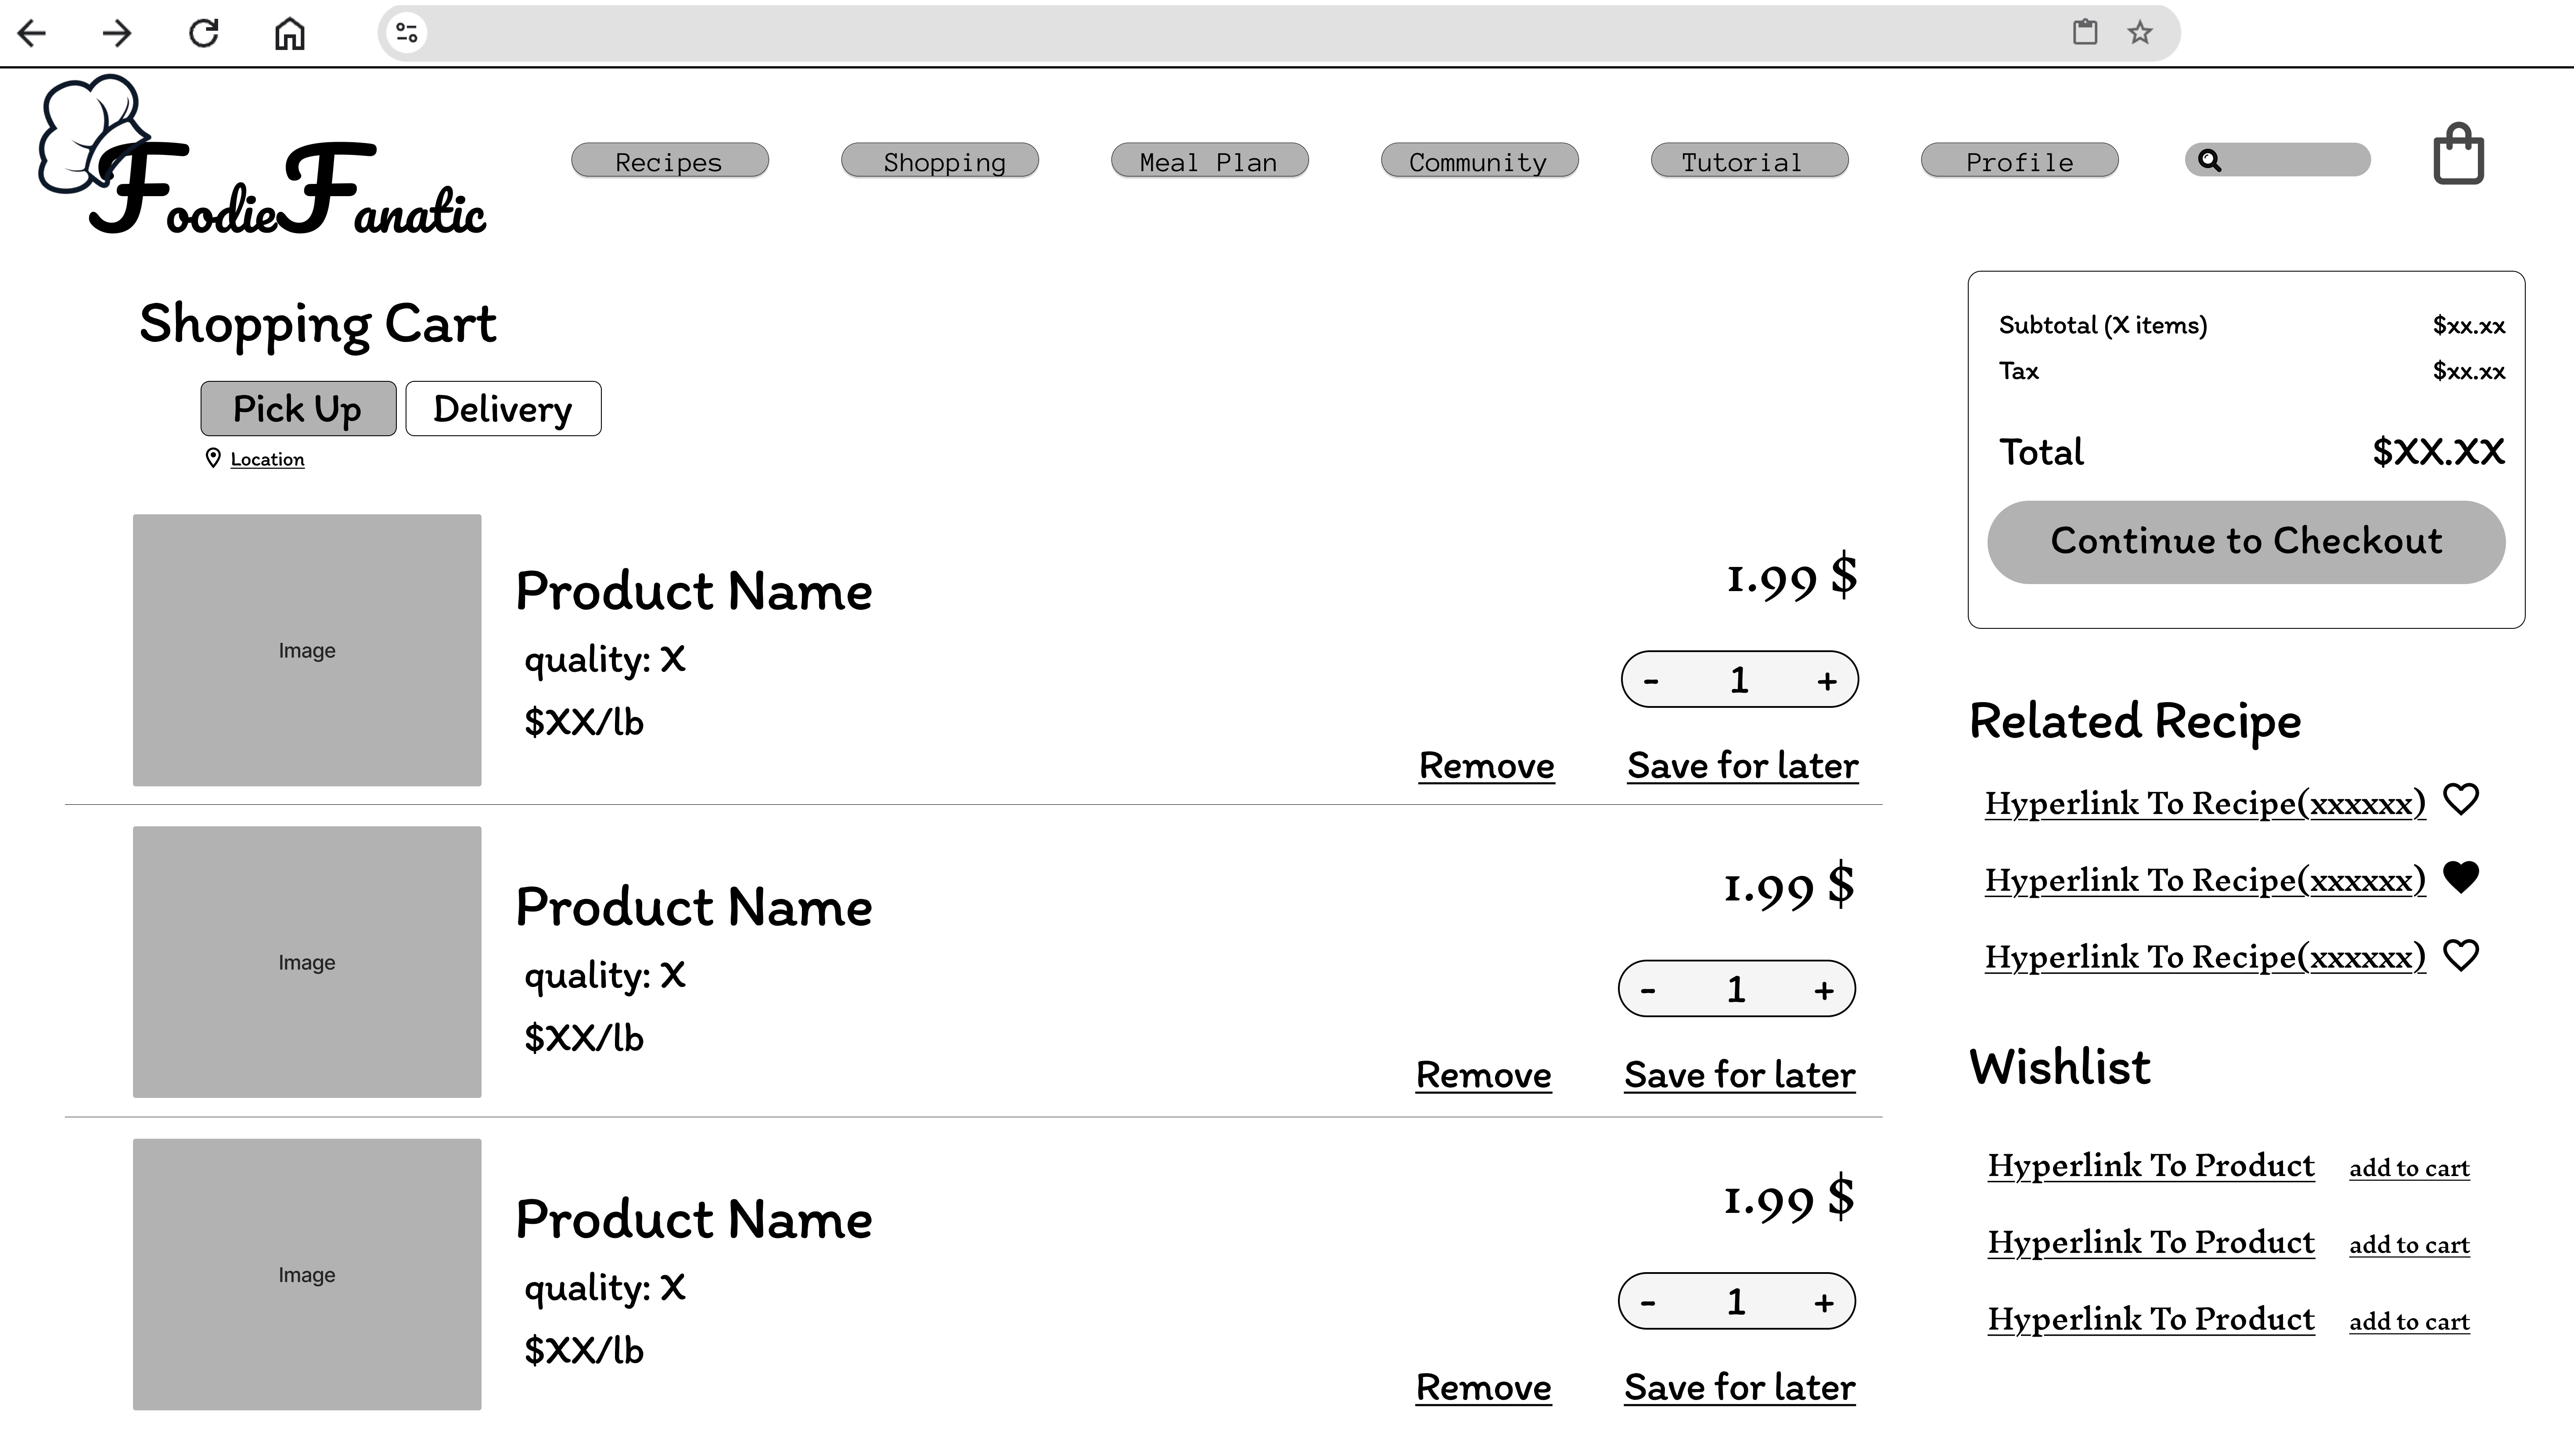 FoodieFanatic
Recipes
Shopping
Meal Plan
Community
Tutorial
Profile
Shopping Cart
Pick Up
Delivery
Location
Image
Product Name
quality: X
$XX/lb
1.99 $
- 1 +
Remove
Save for later
Image
Product Name
quality: X
$XX/lb
1.99 $
- 1 +
Remove
Save for later
Image
Product Name
quality: X
$XX/lb
1.99 $
- 1 +
Remove
Save for later
Subtotal (X items) $xx.xx
Tax $xx.xx
Total $XX.XX
Continue to Checkout
Related Recipe
Hyperlink To Recipe(xxxxxx)
Hyperlink To Recipe(xxxxxx)
Hyperlink To Recipe(xxxxxx)
Wishlist
Hyperlink To Product add to cart
Hyperlink To Product add to cart
Hyperlink To Product add to cart